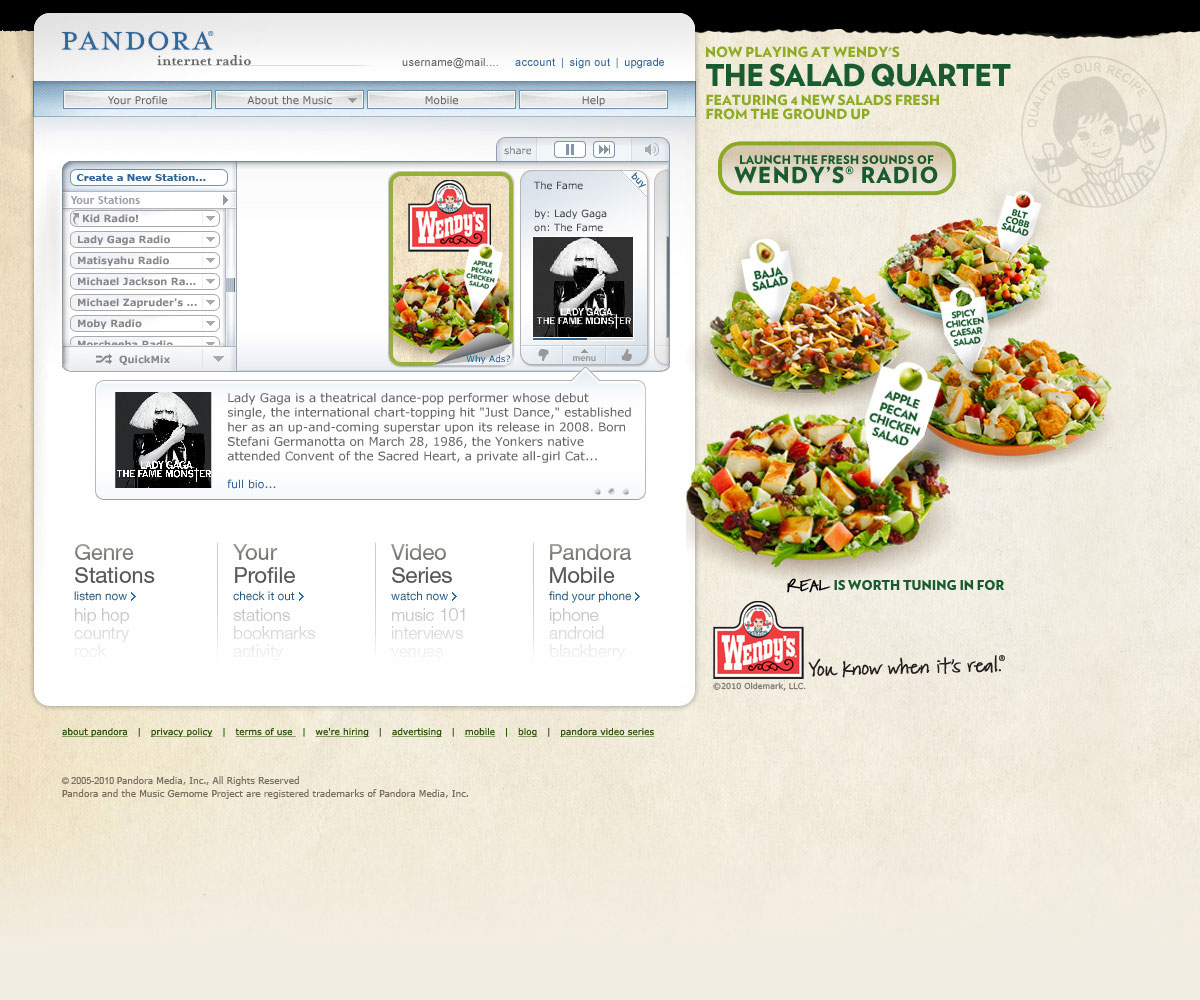 PANDORA®
internet radio
username@mail....
account | sign out | upgrade
Your Profile
About the Music
Mobile
Help
share
Create a New Station...
Your Stations
Kid Radio!
Lady Gaga Radio
Matisyahu Radio
Michael Jackson Ra...
Michael Zapruder's ...
Moby Radio
Morcheeba Radio
QuickMix
WENDY'S
APPLE
PECAN
CHICKEN
SALAD
Why Ads?
buy
The Fame
by: Lady Gaga
on: The Fame
LADY GAGA
THE FAME MONSTER
menu
LADY GAGA
THE FAME MONSTER
Lady Gaga is a theatrical dance-pop performer whose debut
single, the international chart-topping hit "Just Dance," established
her as an up-and-coming superstar upon its release in 2008. Born
Stefani Germanotta on March 28, 1986, the Yonkers native
attended Convent of the Sacred Heart, a private all-girl Cat...
full bio...
Genre
Stations
listen now
hip hop
country
rock
Your
Profile
check it out
stations
bookmarks
activity
Video
Series
watch now
music 101
interviews
venues
Pandora
Mobile
find your phone
iphone
android
blackberry
about pandora | privacy policy | terms of use | we're hiring | advertising | mobile | blog | pandora video series
© 2005-2010 Pandora Media, Inc., All Rights Reserved
Pandora and the Music Gemome Project are registered trademarks of Pandora Media, Inc.
NOW PLAYING AT WENDY'S
THE SALAD QUARTET
FEATURING 4 NEW SALADS FRESH
FROM THE GROUND UP
QUALITY IS OUR RECIPE
LAUNCH THE FRESH SOUNDS OF
WENDY'S® RADIO
BLT
COBB
SALAD
BAJA
SALAD
SPICY
CHICKEN
CAESAR
SALAD
APPLE
PECAN
CHICKEN
SALAD
REAL IS WORTH TUNING IN FOR
WENDY'S
You know when it's real.®
©2010 Oldemark, LLC.